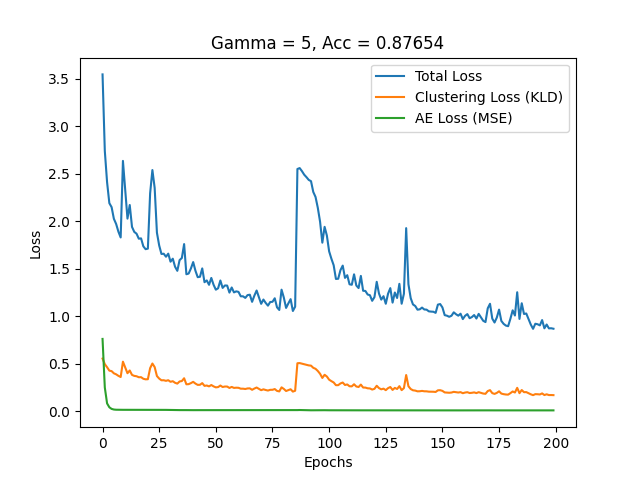 Gamma = 5, Acc = 0.87654
Total Loss
Clustering Loss (KLD)
AE Loss (MSE)
3.5
3.0
2.5
2.0
1.5
1.0
0.5
0.0
Loss
0 25 50 75 100 125 150 175 200
Epochs